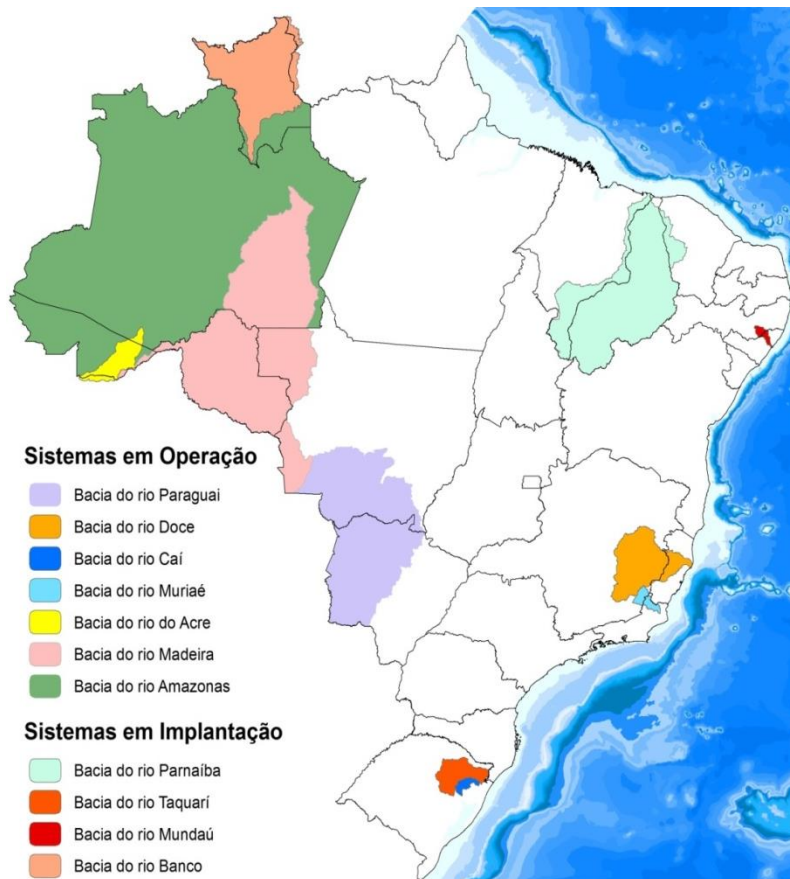 Sistemas em Operação
Bacia do rio Paraguai
Bacia do rio Doce
Bacia do rio Caí
Bacia do rio Muriaé
Bacia do rio do Acre
Bacia do rio Madeira
Bacia do rio Amazonas
Sistemas em Implantação
Bacia do rio Parnaíba
Bacia do rio Taquarí
Bacia do rio Mundaú
Bacia do rio Banco